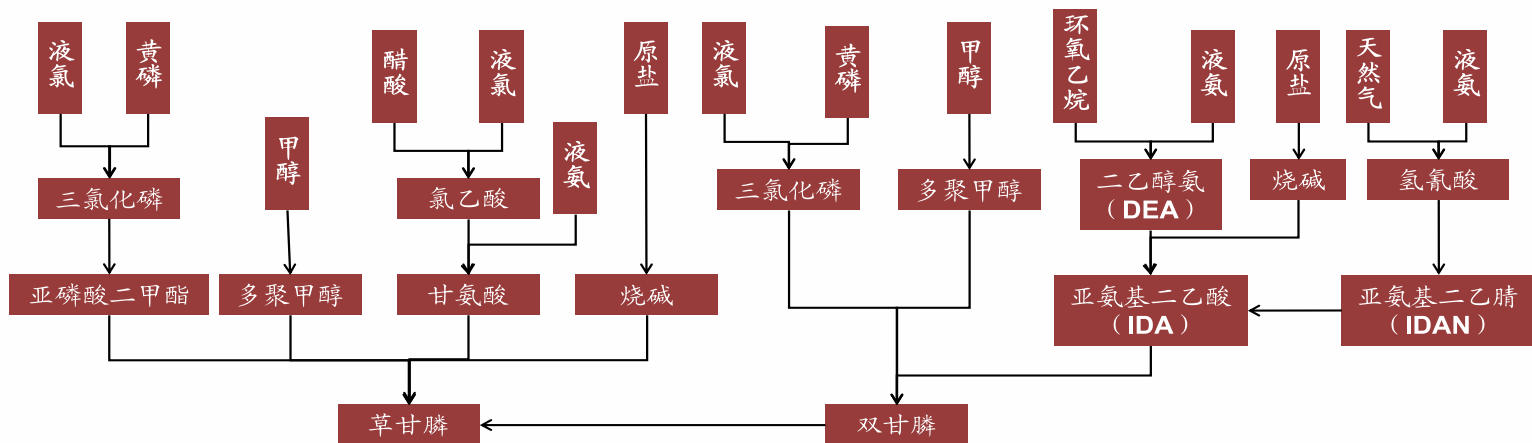 液氯
黄磷
醋酸
液氯
原盐
液氯
黄磷
甲醇
环氧乙烷
液氨
原盐
天然气
液氨
甲醇
液氨
三氯化磷
氯乙酸
三氯化磷
多聚甲醇
二乙醇氨
（DEA）
烧碱
氢氰酸
亚磷酸二甲酯
多聚甲醇
甘氨酸
烧碱
亚氨基二乙酸
（IDA）
亚氨基二乙腈
（IDAN）
草甘膦
双甘膦